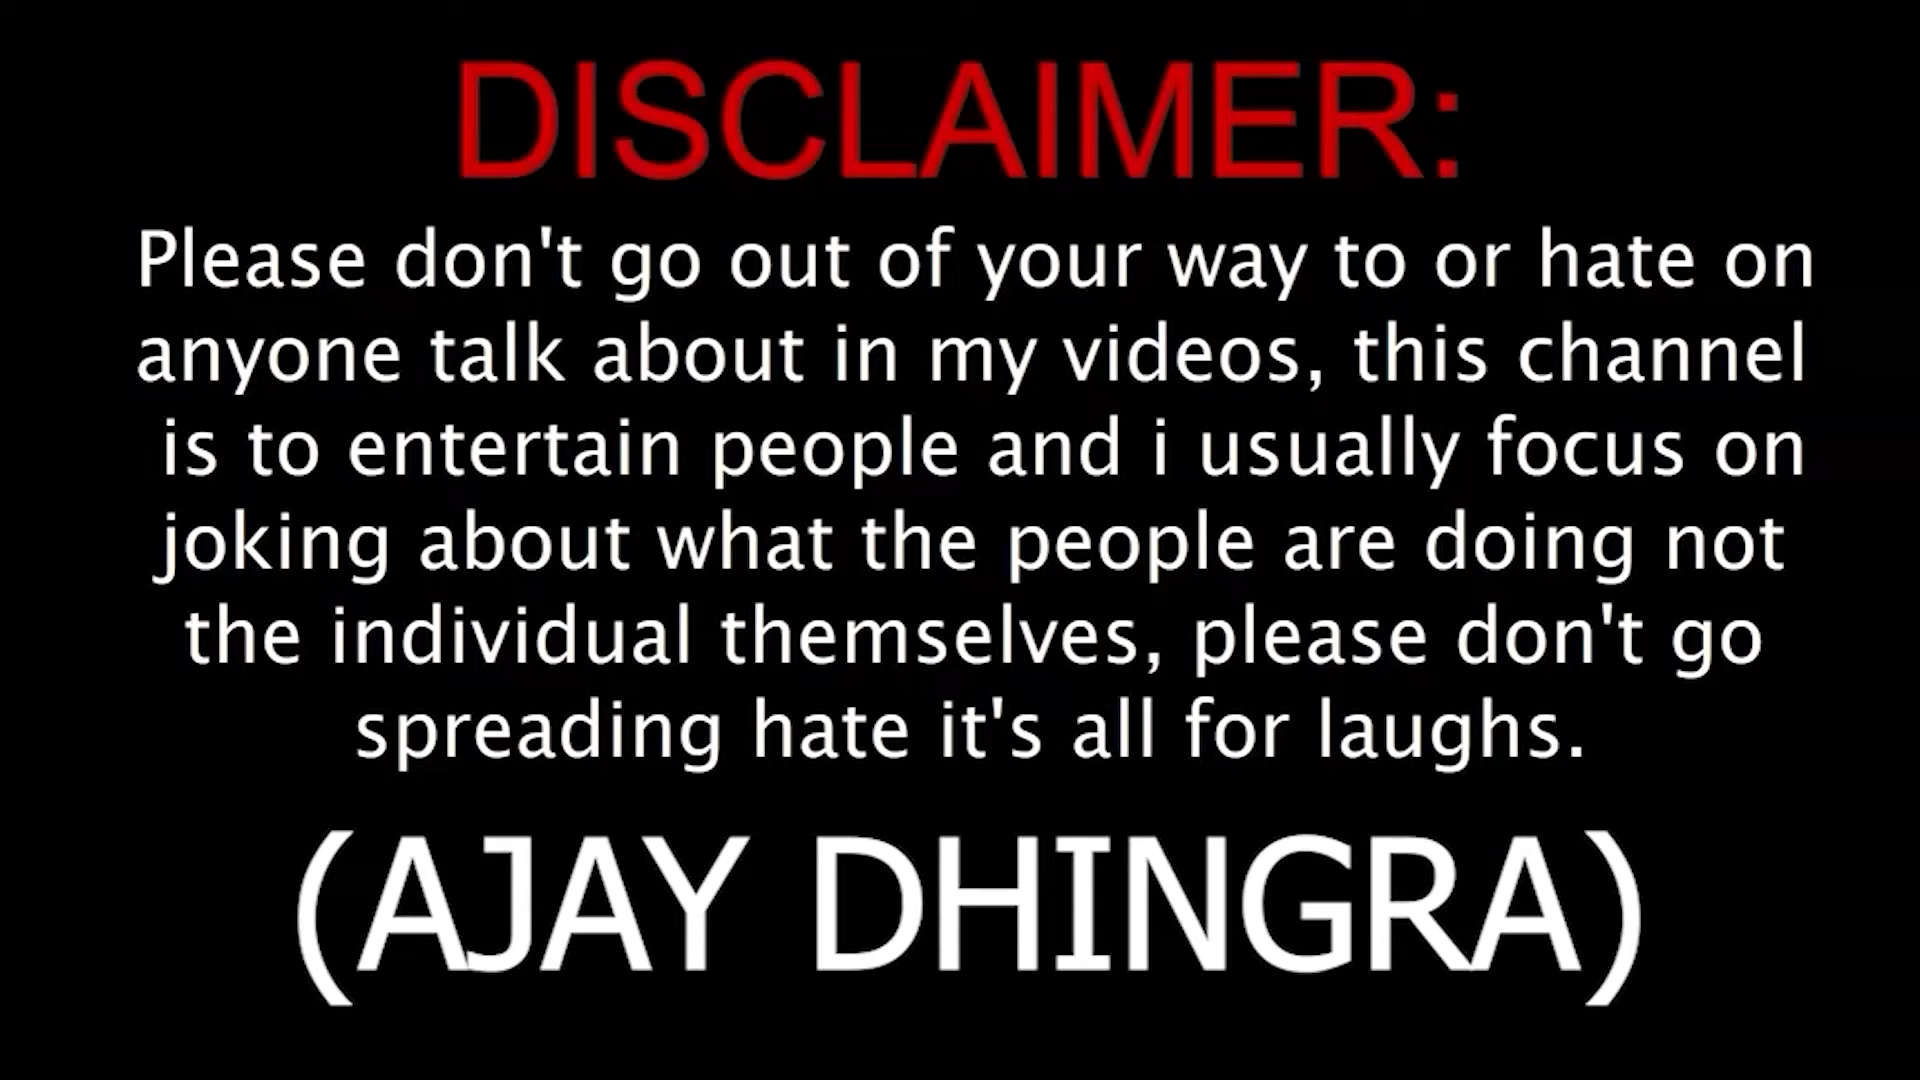 DISCLAIMER:
Please don't go out of your way to or hate on
anyone talk about in my videos, this channel
is to entertain people and i usually focus on
joking about what the people are doing not
the individual themselves, please don't go
spreading hate it's all for laughs.
(AJAY DHINGRA)